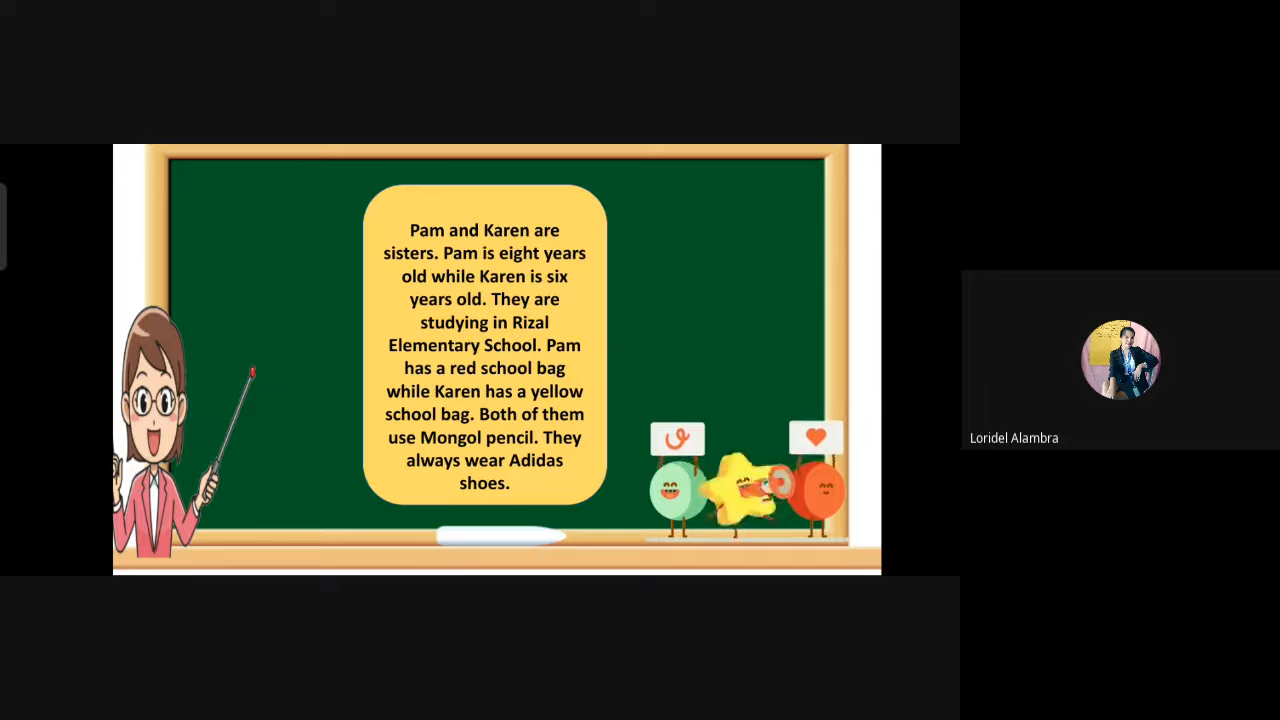 Pam and Karen are
sisters. Pam is eight years
old while Karen is six
years old. They are
studying in Rizal
Elementary School. Pam
has a red school bag
while Karen has a yellow
school bag. Both of them
use Mongol pencil. They
always wear Adidas
shoes.
Loridel Alambra